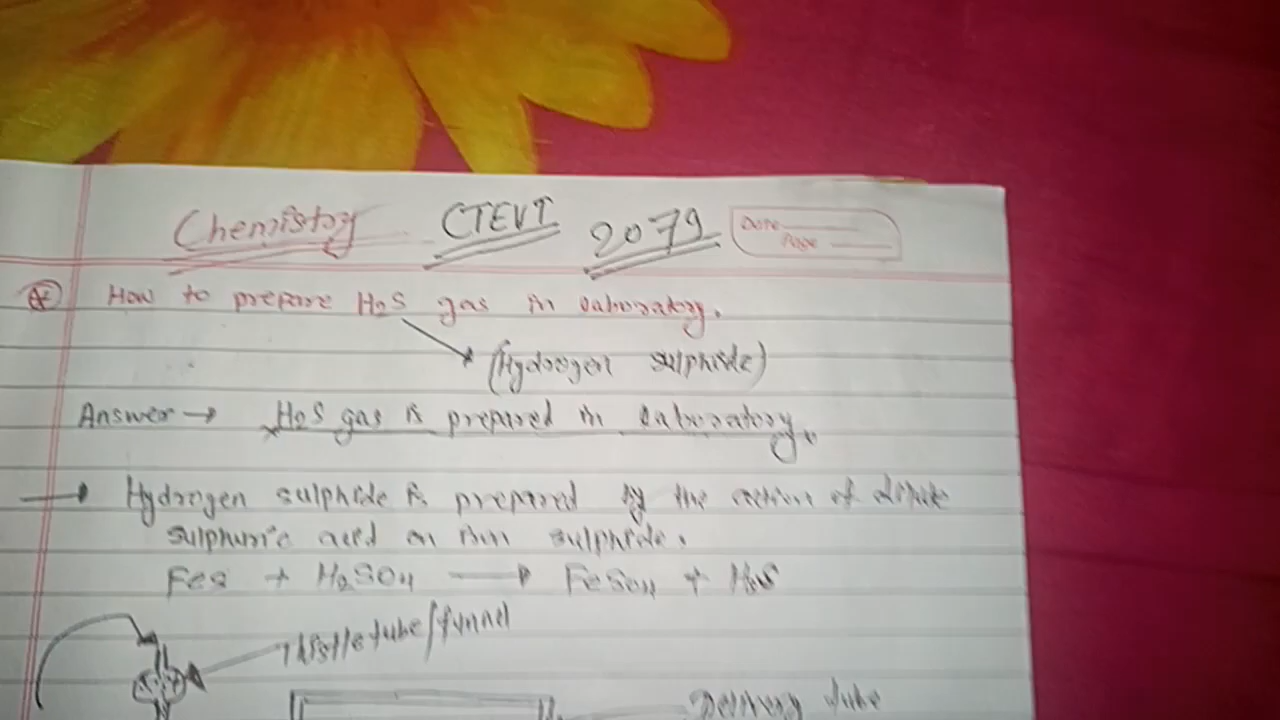 Chemistry CTEVT 2079
Date
Page
How to prepare H2S gas in laboratory.
(Hydrogen sulphide)
Answer → H2S gas is prepared in laboratory.
→ Hydrogen sulphide is prepared by the action of dilute
sulphuric acid on iron sulphide.
FeS + H2SO4 → FeSO4 + H2S
Thistle tube/funnel
Delivery tube